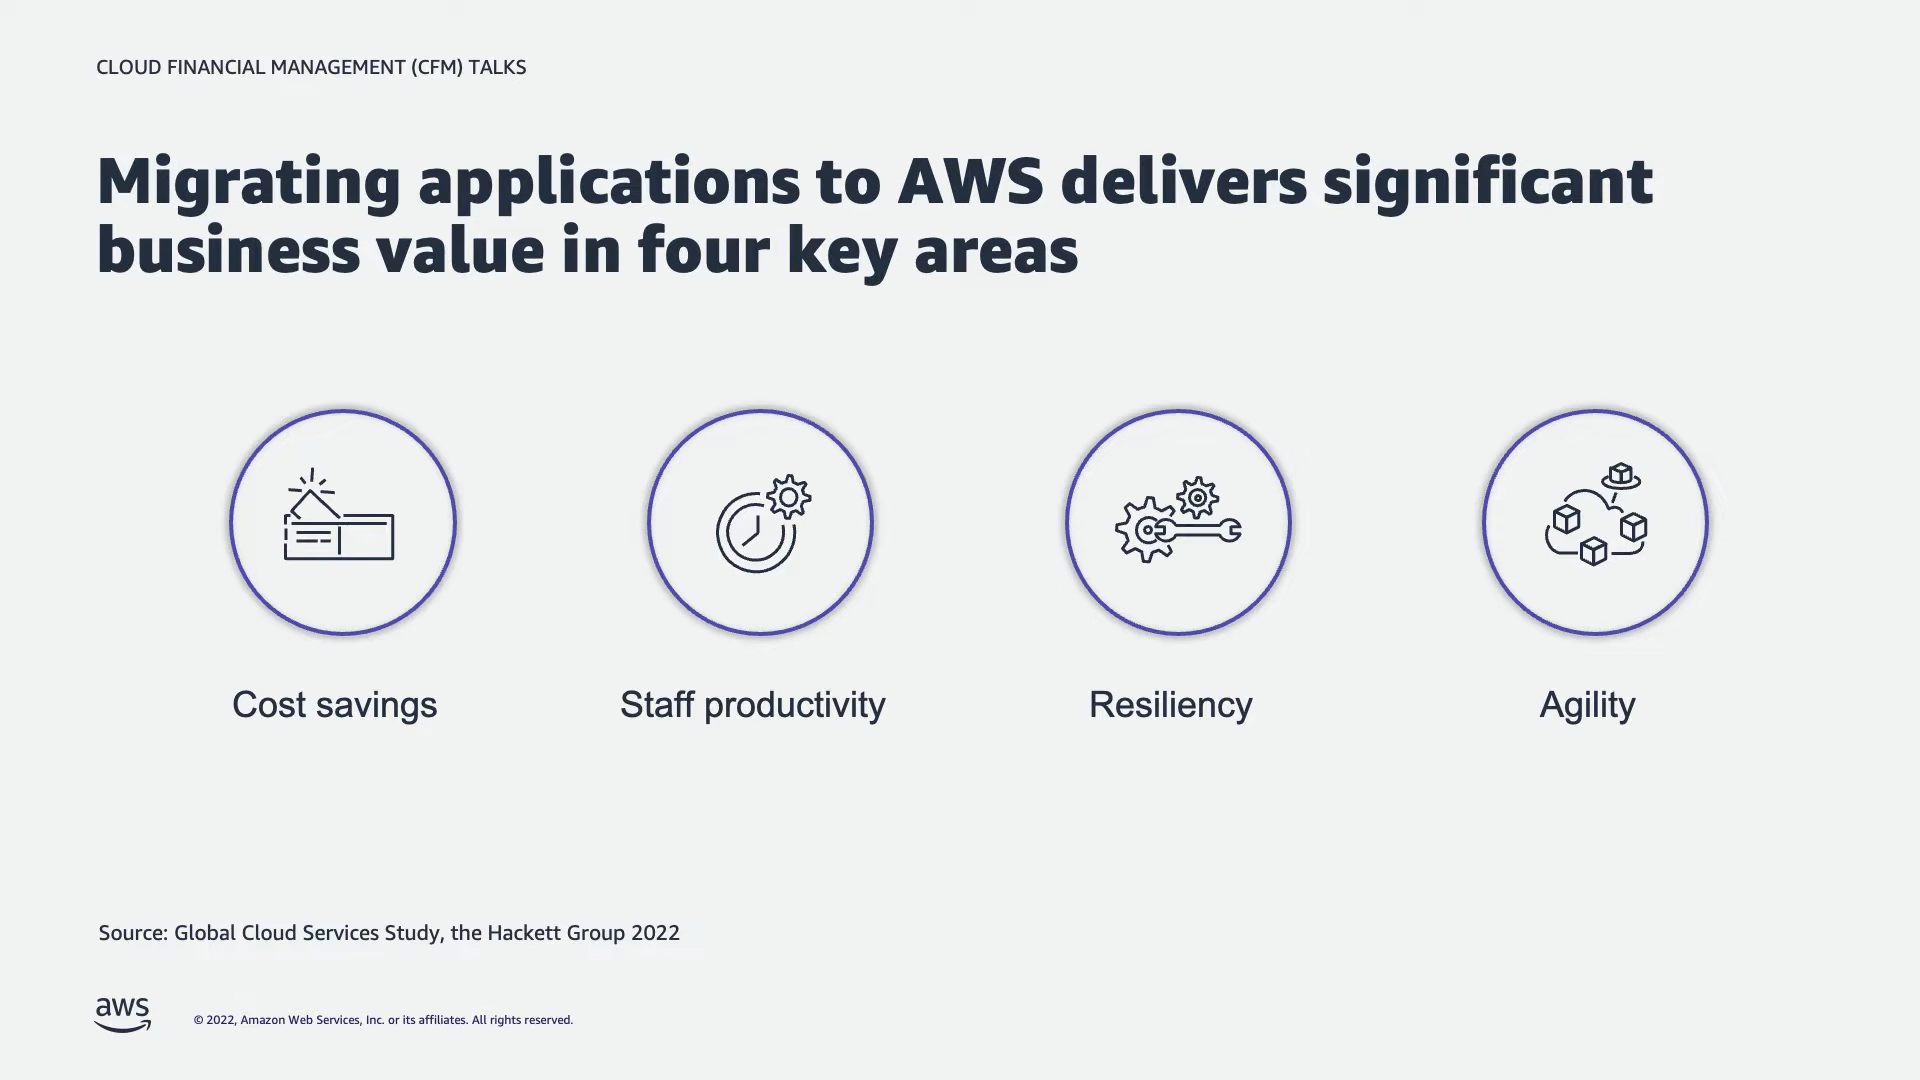 CLOUD FINANCIAL MANAGEMENT (CFM) TALKS
Migrating applications to AWS delivers significant
business value in four key areas
Cost savings
Staff productivity
Resiliency
Agility
Source: Global Cloud Services Study, the Hackett Group 2022
aws
© 2022, Amazon Web Services, Inc. or its affiliates. All rights reserved.